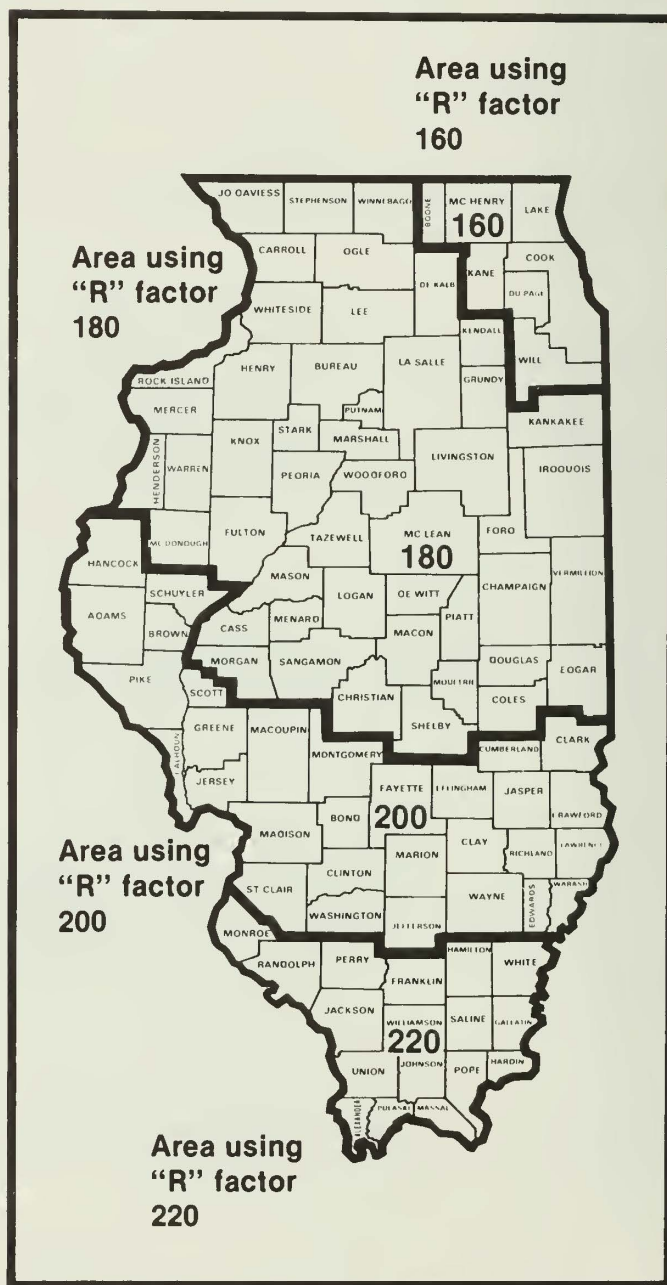 Area using
“R” factor
160
JO DAVIESS STEPHENSON WINNEBAGO BOONE MC HENRY LAKE
160
CARROLL OGLE DE KALB KANE COOK
Area using
“R” factor
180
DU PAGE
WHITESIDE LEE
KENDALL
WILL
HENRY BUREAU LA SALLE
GRUNDY
ROCK ISLAND
PUTNAM
MERCER
KANKAKEE
KNOX STARK MARSHALL
HENDERSON WARREN PEORIA WOODFORD LIVINGSTON IROQUOIS
FULTON TAZEWELL MC LEAN FORD
MC DONOUGH
180
HANCOCK
MASON
VERMILION
SCHUYLER LOGAN DE WITT CHAMPAIGN
ADAMS
PIATT
BROWN CASS MENARD MACON
MORGAN SANGAMON DOUGLAS EDGAR
PIKE
MOULTRIE
SCOTT CHRISTIAN COLES
SHELBY
GREENE MACOUPIN
CALHOUN MONTGOMERY CUMBERLAND CLARK
JERSEY
FAYETTE EFFINGHAM JASPER
200
CRAWFORD
MADISON BOND
Area using
“R” factor
200
MARION CLAY RICHLAND LAWRENCE
CLINTON
ST CLAIR
WAYNE EDWARDS WABASH
WASHINGTON
JEFFERSON
MONROE
RANDOLPH PERRY HAMILTON WHITE
FRANKLIN
JACKSON WILLIAMSON SALINE GALLATIN
220
UNION JOHNSON POPE HARDIN
ALEXANDER PULASKI MASSAC
Area using
“R” factor
220